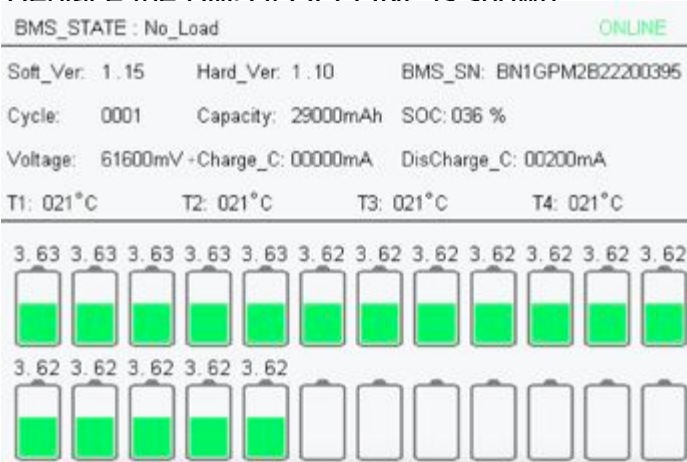 BMS_STATE : No_Load ONLINE
Soft_Ver: 1.15 Hard_Ver: 1.10 BMS_SN: BN1GPM2B22200395
Cycle: 0001 Capacity: 29000mAh SOC: 036 %
Voltage: 61600mV -Charge_C: 00000mA DisCharge_C: 00200mA
T1: 021°C T2: 021°C T3: 021°C T4: 021°C
3.63 3.63 3.63 3.63 3.63 3.62 3.62 3.62 3.62 3.62 3.62 3.62
3.62 3.62 3.62 3.62 3.62